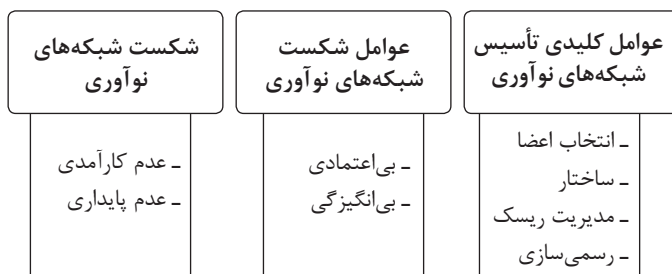 عوامل کلیدی تأسیس
شبکه‌های نوآوری
ـ انتخاب اعضا
ـ ساختار
ـ مدیریت ریسک
ـ رسمی‌سازی
عوامل شکست
شبکه‌های نوآوری
ـ بی‌اعتمادی
ـ بی‌انگیزگی
شکست شبکه‌های
نوآوری
ـ عدم کارآمدی
ـ عدم پایداری